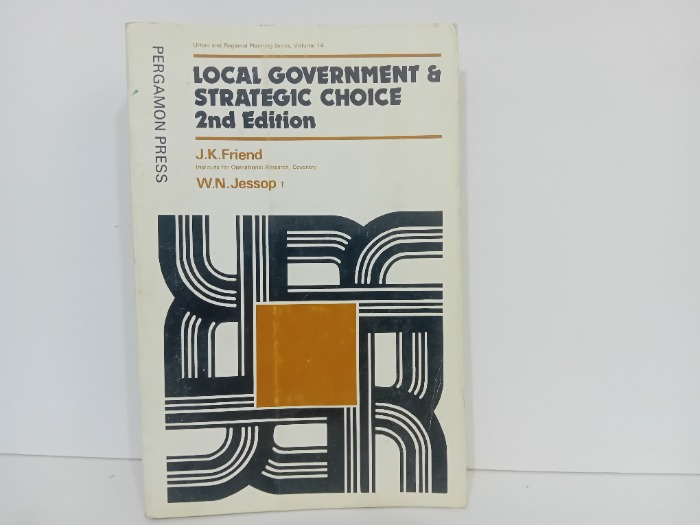 Urban and Regional Planning Series, Volume 14
PERGAMON PRESS
LOCAL GOVERNMENT &
STRATEGIC CHOICE
2nd Edition
J.K.Friend
Institute for Operational Research, Coventry
W.N.Jessop †